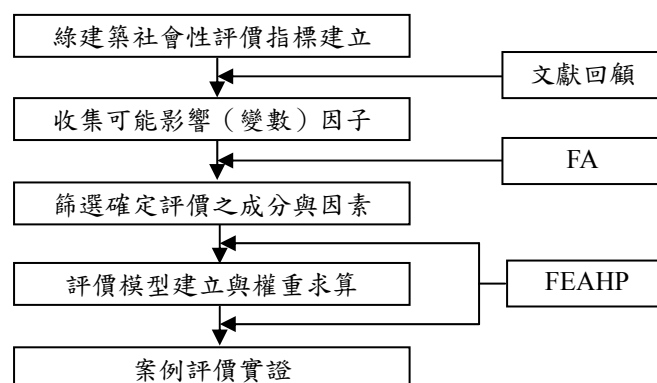 綠建築社會性評價指標建立
文獻回顧
收集可能影響（變數）因子
FA
篩選確定評價之成分與因素
評價模型建立與權重求算
FEAHP
案例評價實證